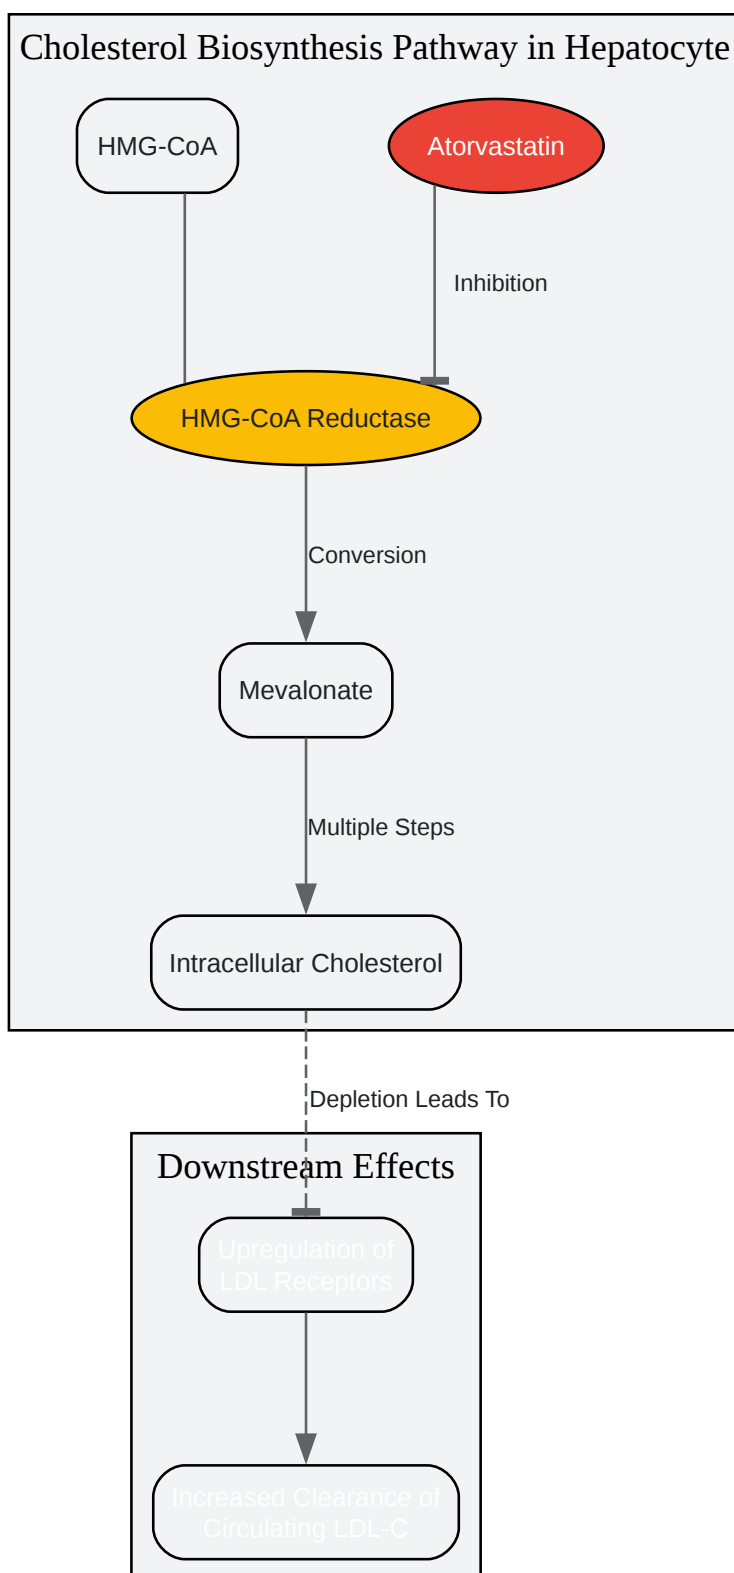 Cholesterol Biosynthesis Pathway in Hepatocyte
HMG-CoA
Atorvastatin
Inhibition
HMG-CoA Reductase
Conversion
Mevalonate
Multiple Steps
Intracellular Cholesterol
Depletion Leads To
Downstream Effects
Upregulation of
LDL Receptors
Increased Clearance of
Circulating LDL-C